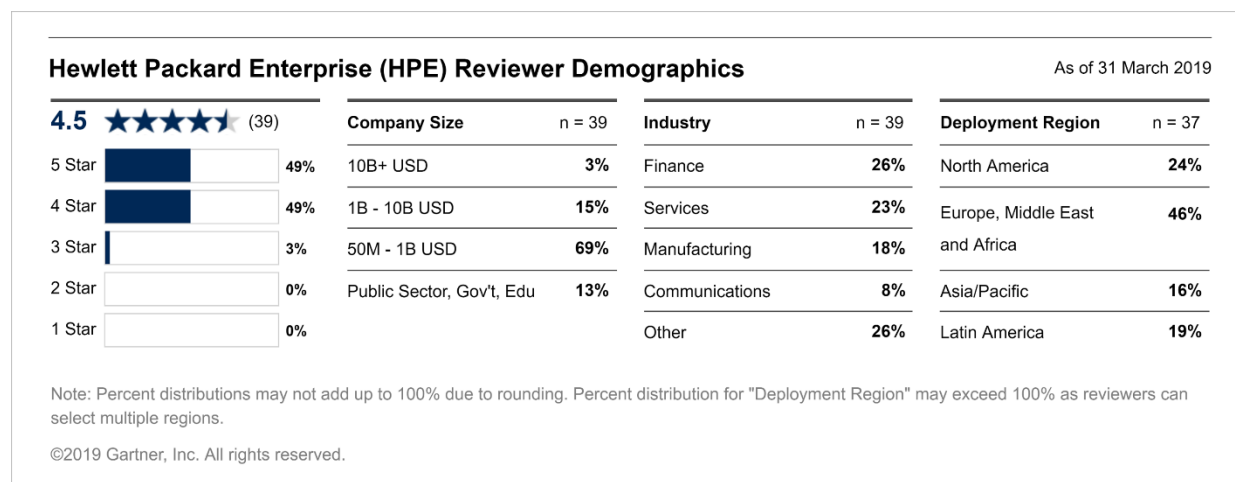 Hewlett Packard Enterprise (HPE) Reviewer Demographics
As of 31 March 2019
4.5 (39)
5 Star 49%
4 Star 49%
3 Star 3%
2 Star 0%
1 Star 0%
Company Size n = 39
10B+ USD 3%
1B - 10B USD 15%
50M - 1B USD 69%
Public Sector, Gov't, Edu 13%
Industry n = 39
Finance 26%
Services 23%
Manufacturing 18%
Communications 8%
Other 26%
Deployment Region n = 37
North America 24%
Europe, Middle East 46%
and Africa
Asia/Pacific 16%
Latin America 19%
Note: Percent distributions may not add up to 100% due to rounding. Percent distribution for "Deployment Region" may exceed 100% as reviewers can
select multiple regions.
©2019 Gartner, Inc. All rights reserved.